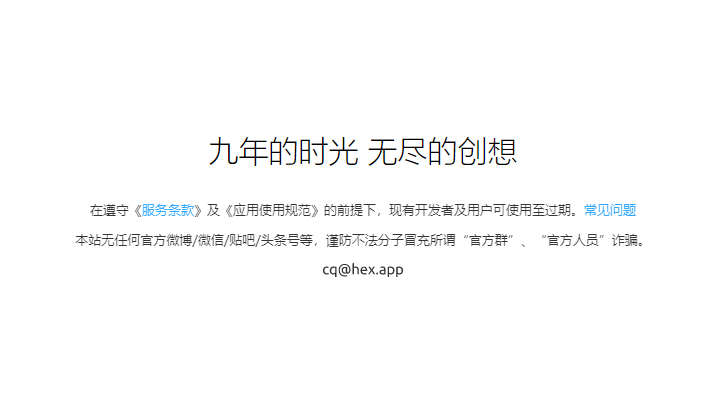 九年的时光 无尽的创想
在遵守《服务条款》及《应用使用规范》的前提下，现有开发者及用户可使用至过期。常见问题
本站无任何官方微博/微信/贴吧/头条号等，谨防不法分子冒充所谓“官方群”、“官方人员”诈骗。
cq@hex.app